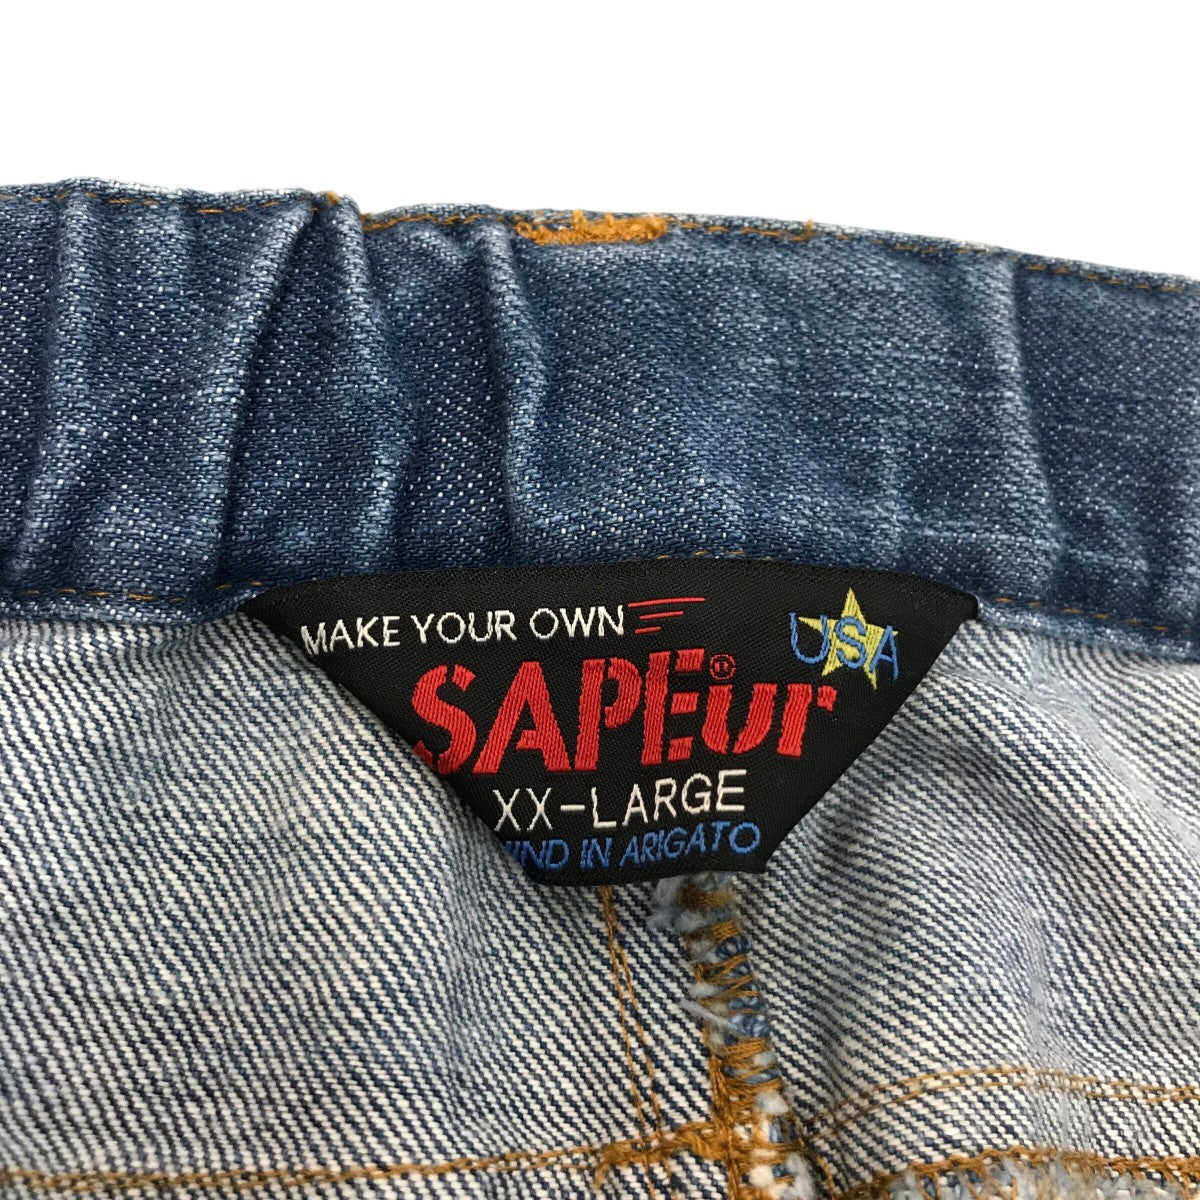 MAKE YOUR OWN
USA
SAPEur®
XX-LARGE
IN ARIGATO